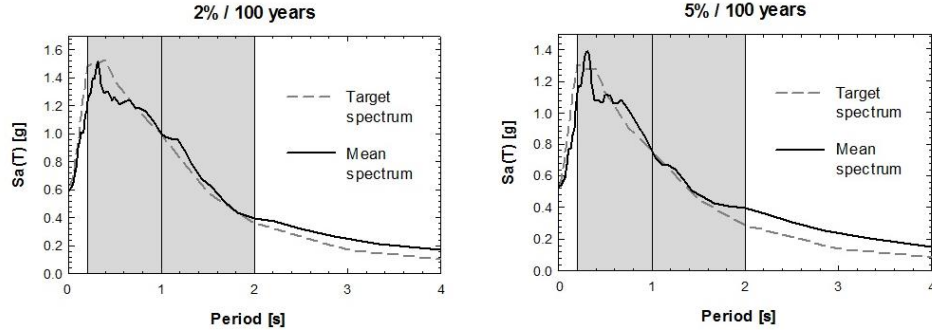 2% / 100 years
Sa(T) [g]
1.6
1.4
1.2
1.0
0.8
0.6
0.4
0.2
0.0
Target
spectrum
Mean
spectrum
0 1 2 3 4
Period [s]
5% / 100 years
Sa(T) [g]
1.4
1.2
1.0
0.8
0.6
0.4
0.2
0.0
Target
spectrum
Mean
spectrum
0 1 2 3 4
Period [s]